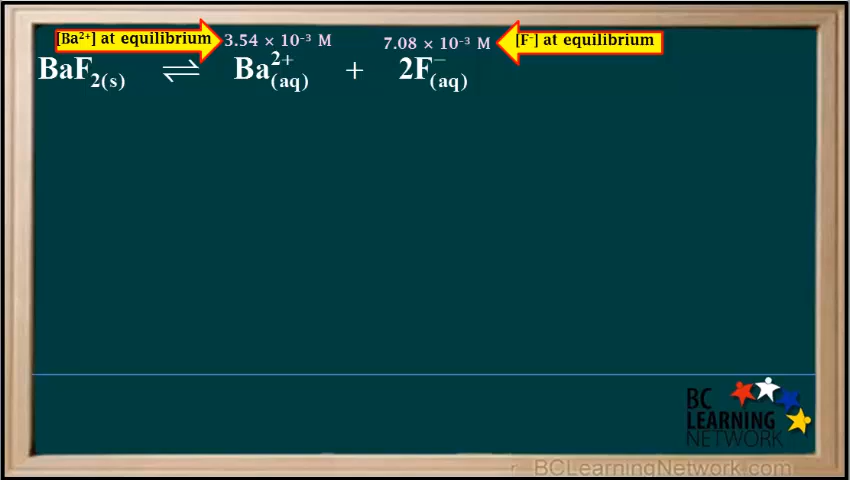 [Ba²⁺] at equilibrium 3.54 × 10⁻³ M 7.08 × 10⁻³ M [F⁻] at equilibrium
BaF₂(s) ⇌ Ba²⁺(aq) + 2F⁻(aq)
BC
LEARNING
NETWORK
BCLearningNetwork.com